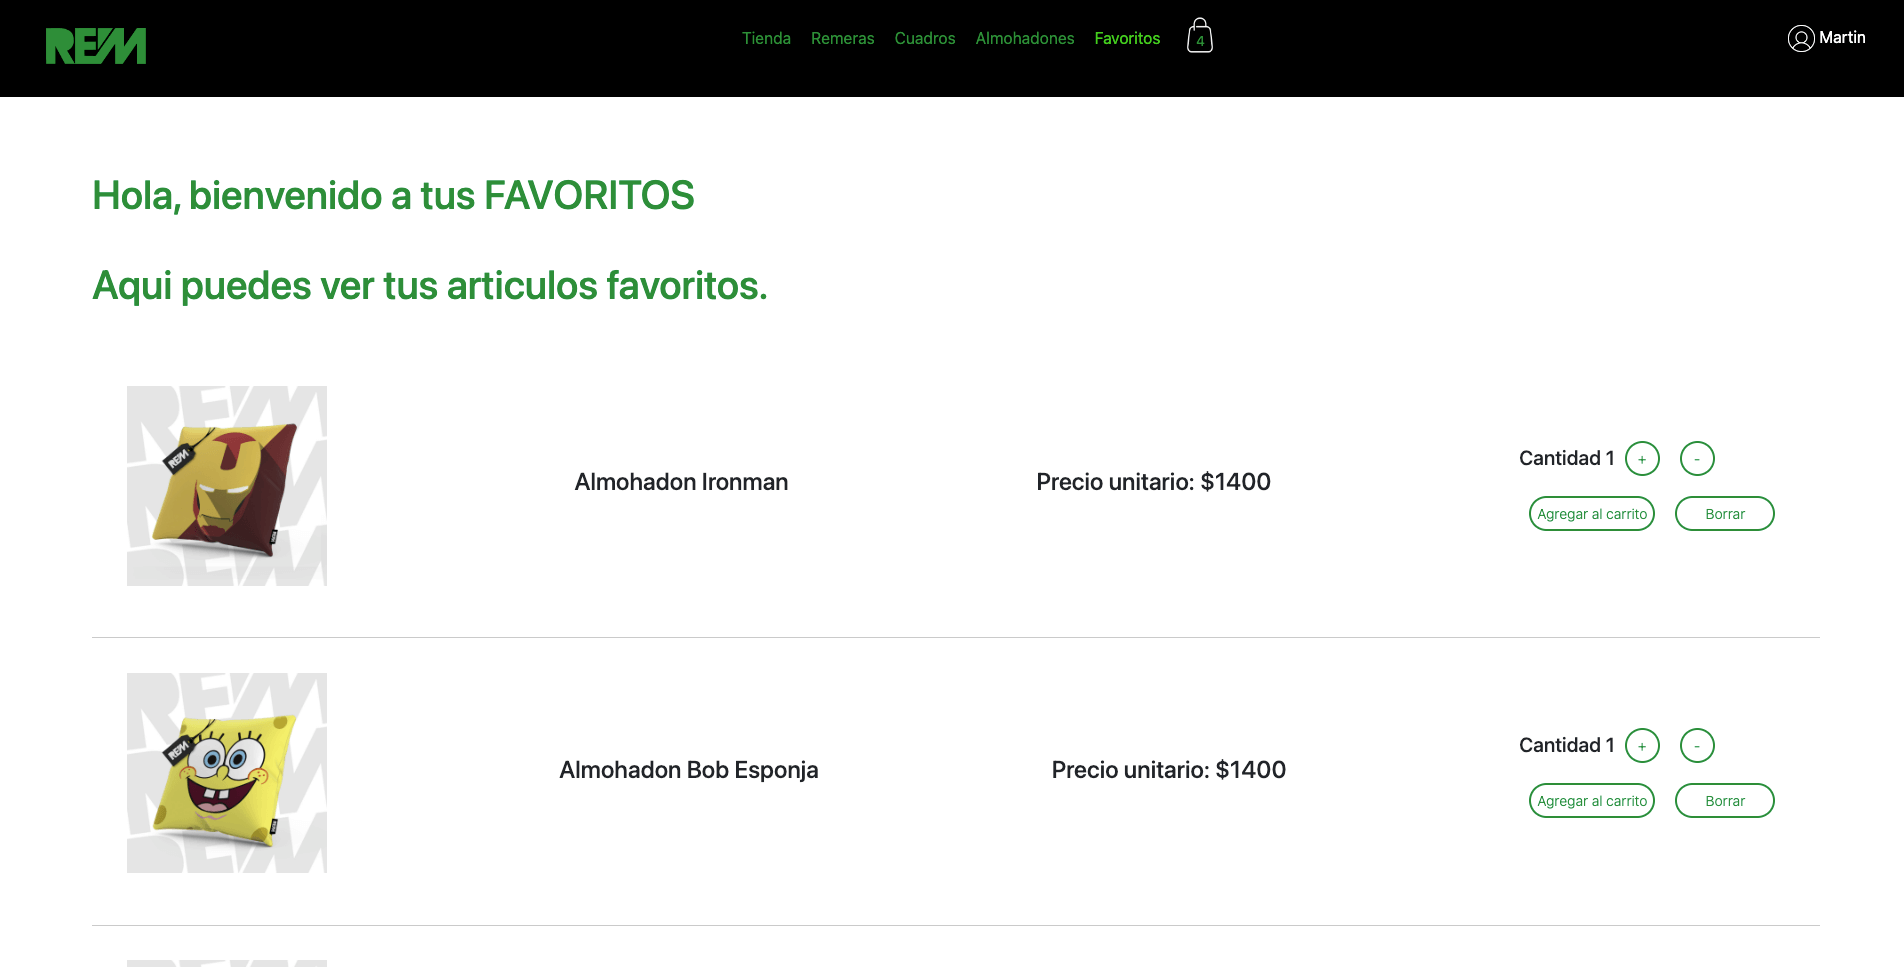 REM
Tienda Remeras Cuadros Almohadones Favoritos 4 Martin
Hola, bienvenido a tus FAVORITOS
Aqui puedes ver tus articulos favoritos.
REM
REM
Almohadon Ironman
Precio unitario: $1400
Cantidad 1 + -
Agregar al carrito Borrar
REM
REM
Almohadon Bob Esponja
Precio unitario: $1400
Cantidad 1 + -
Agregar al carrito Borrar